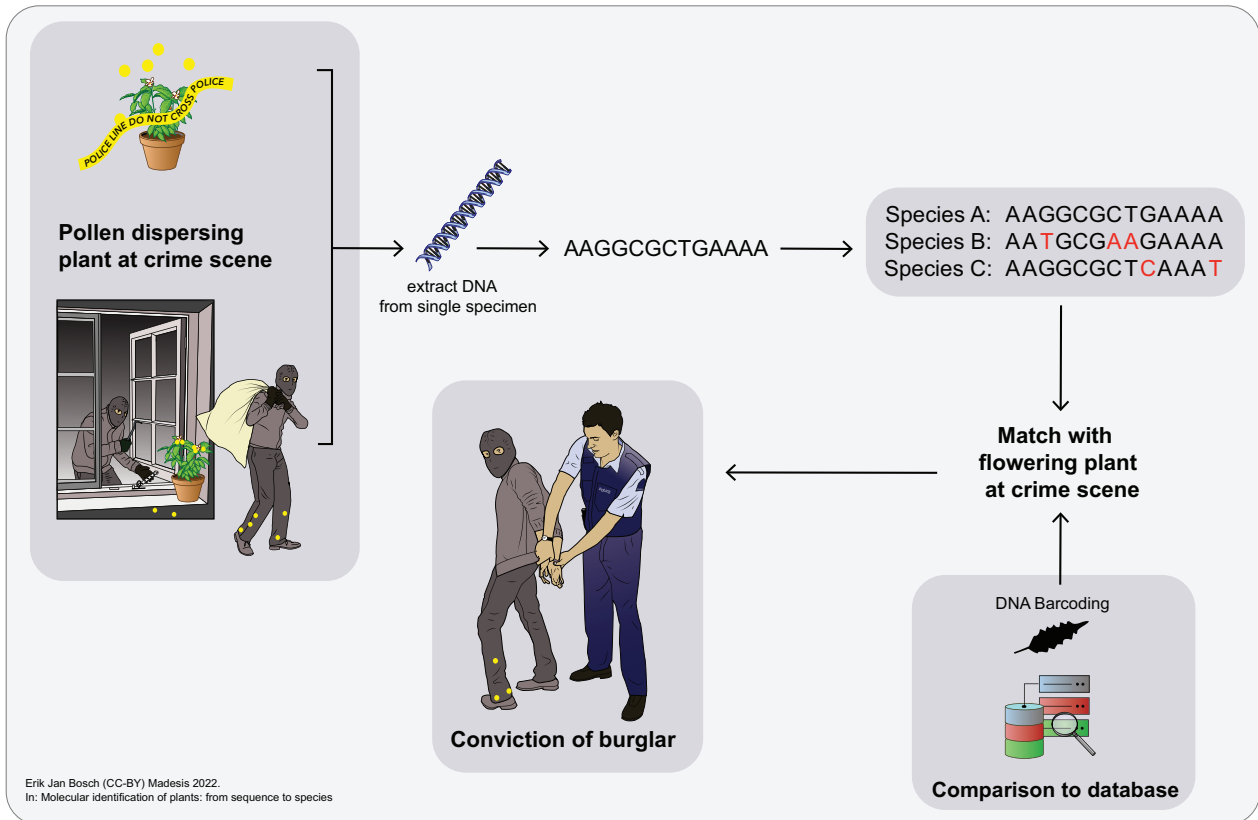 POLICE LINE DO NOT CROSS POLICE
Pollen dispersing
plant at crime scene
extract DNA
from single specimen
AAGGCGCTGAAAA
Species A: AAGGCGCTGAAAA
Species B: AATGCGAAGAAAA
Species C: AAGGCGCTCAAAT
Match with
flowering plant
at crime scene
Conviction of burglar
DNA Barcoding
Comparison to database
Erik Jan Bosch (CC-BY) Madesis 2022.
In: Molecular identification of plants: from sequence to species